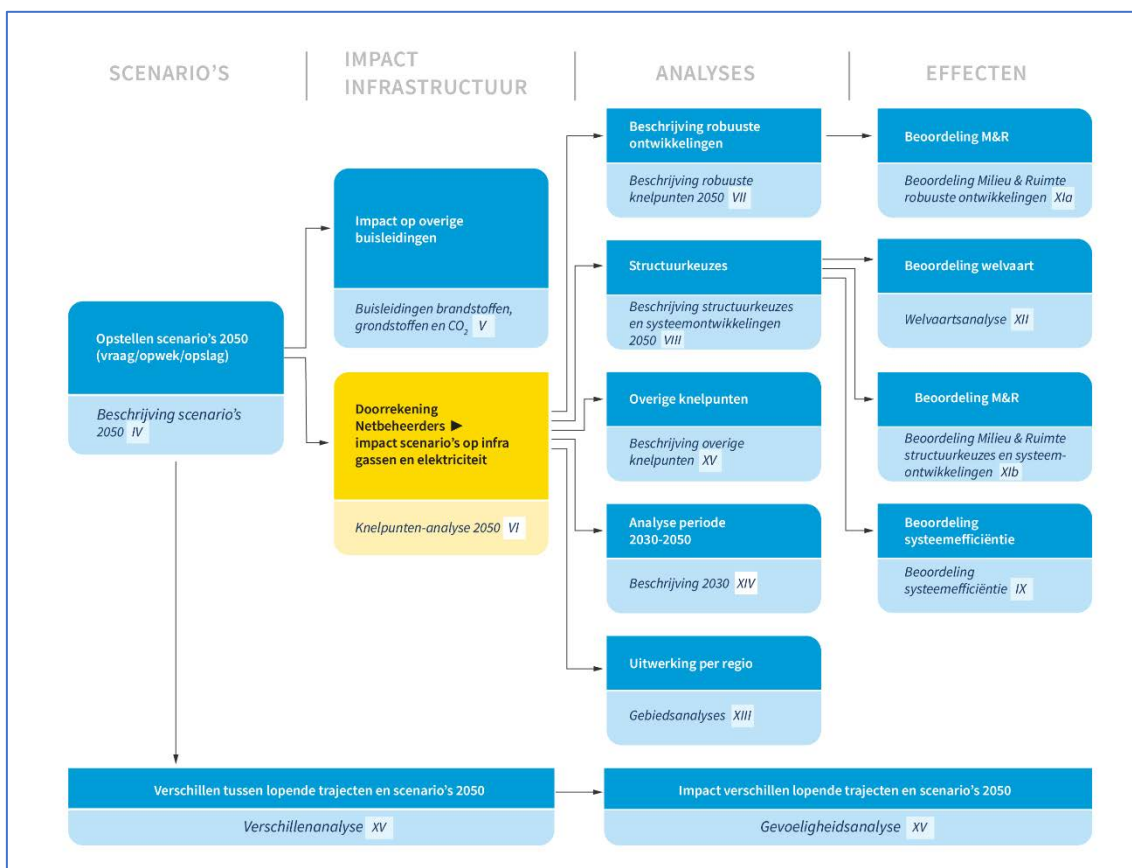 SCENARIO'S
IMPACT
INFRASTRUCTUUR
ANALYSES
EFFECTEN
Opstellen scenario's 2050
(vraag/opwek/opslag)
Beschrijving scenario's
2050 IV
Impact op overige
buisleidingen
Buisleidingen brandstoffen,
grondstoffen en CO₂ V
Doorrekening
Netbeheerders ►
impact scenario's op infra
gassen en elektriciteit
Knelpunten-analyse 2050 VI
Beschrijving robuuste
ontwikkelingen
Beschrijving robuuste
knelpunten 2050 VII
Structuurkeuzes
Beschrijving structuurkeuzes
en systeemontwikkelingen
2050 VIII
Overige knelpunten
Beschrijving overige
knelpunten XV
Analyse periode
2030-2050
Beschrijving 2030 XIV
Uitwerking per regio
Gebiedsanalyses XIII
Beoordeling M&R
Beoordeling Milieu & Ruimte
robuuste ontwikkelingen XIa
Beoordeling welvaart
Welvaartsanalyse XII
Beoordeling M&R
Beoordeling Milieu & Ruimte
structuurkeuzes en systeem-
ontwikkelingen XIb
Beoordeling
systeemefficiëntie
Beoordeling
systeemefficiëntie IX
Verschillen tussen lopende trajecten en scenario's 2050
Verschillenanalyse XV
Impact verschillen lopende trajecten en scenario's 2050
Gevoeligheidsanalyse XV